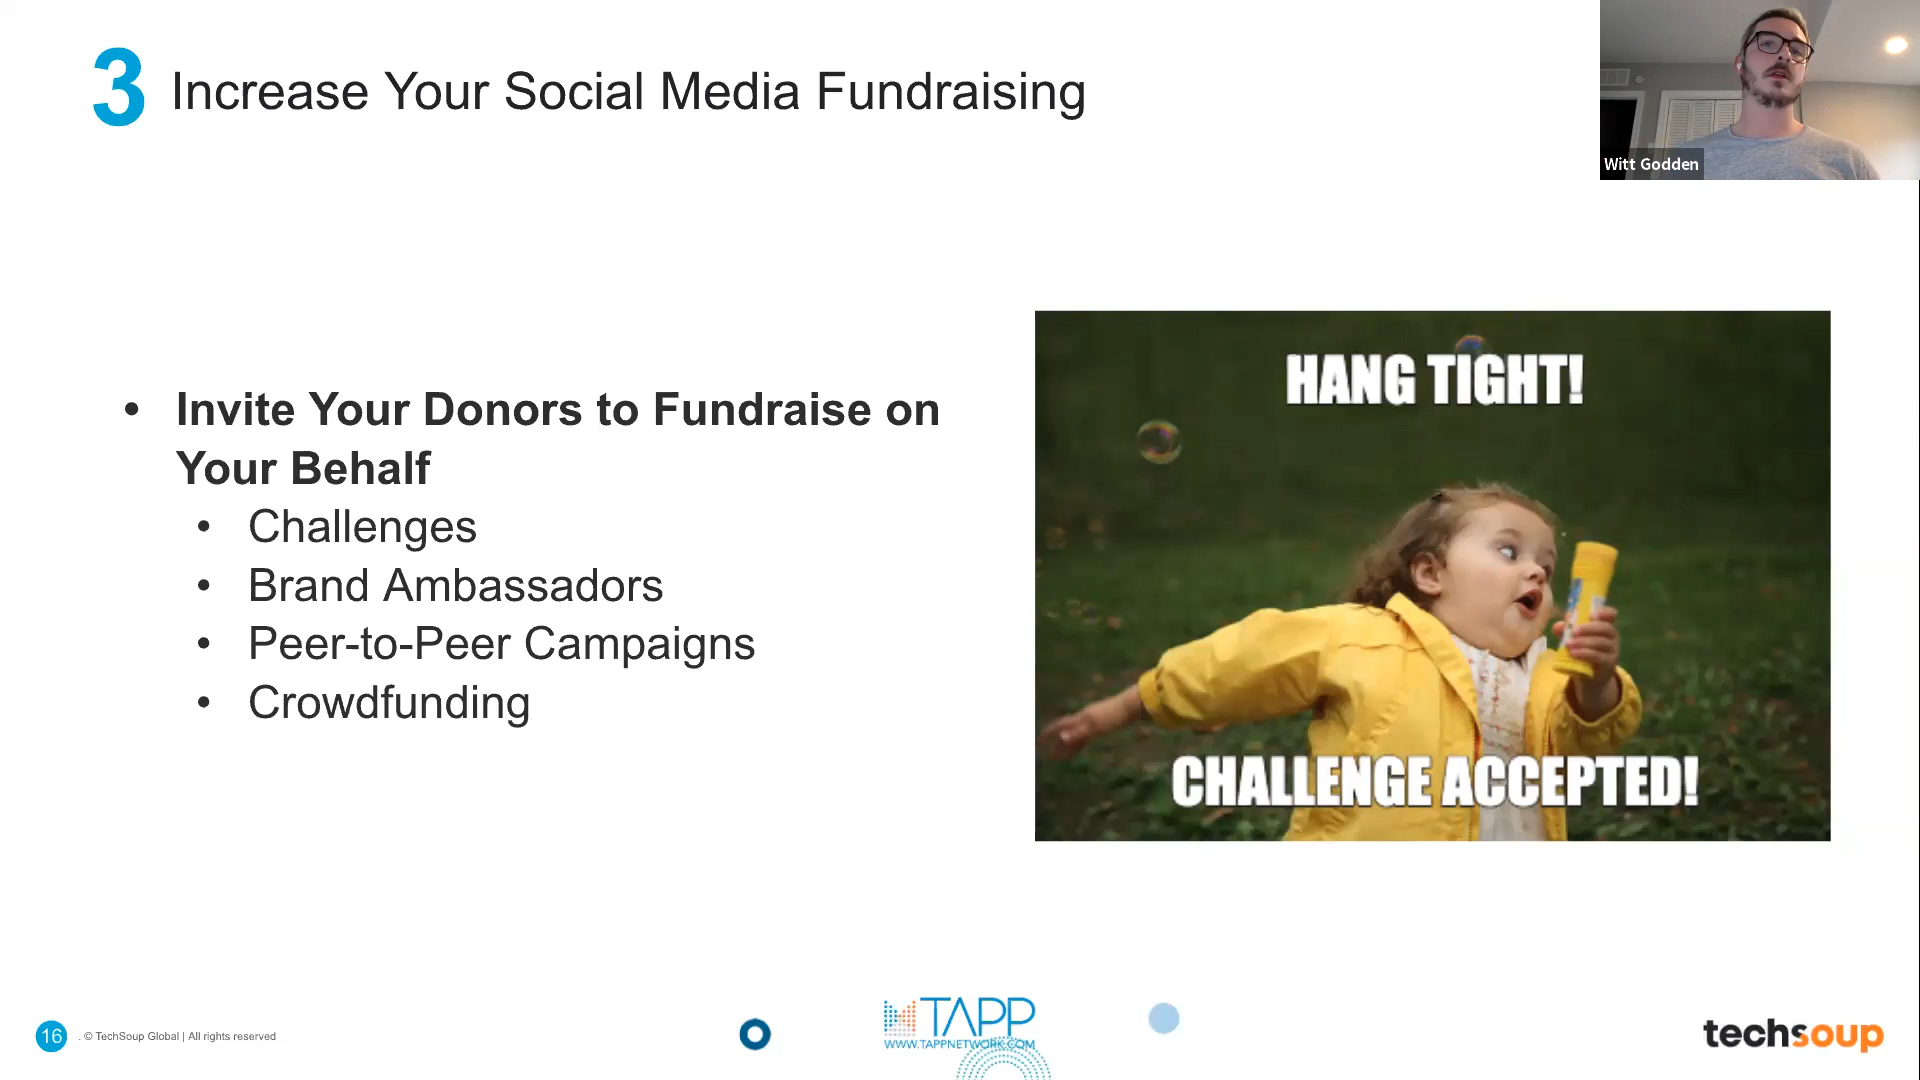 3 Increase Your Social Media Fundraising
Witt Godden
• Invite Your Donors to Fundraise on
Your Behalf
• Challenges
• Brand Ambassadors
• Peer-to-Peer Campaigns
• Crowdfunding
HANG TIGHT!
CHALLENGE ACCEPTED!
16 . © TechSoup Global | All rights reserved
TAPP
WWW.TAPPNETWORK.COM
techsoup